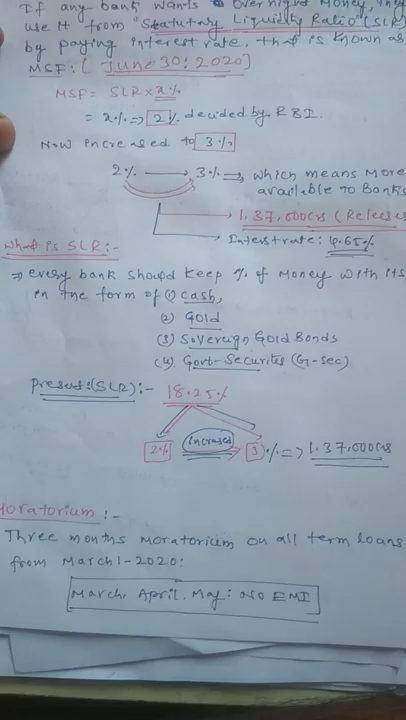 If any bank wants overnight money, they
use it from "Statutory Liquidity Ratio (SLR
by paying interest rate, that is known as
MSF: [June 30; 2020]
MSF = SLR x x%
= x% => 2% decided by RBI.
Now increased to 3%
2% → 3% => which means more
available to Banks
1,37,000crs (Releases
Interst rate: 4.65%
What is SLR:-
=> every bank should keep % of money with its
in the form of (1) cash,
(2) Gold
(3) Sovereign Gold Bonds
(4) Govt-Securites (G-sec)
Present:(SLR):- 18.25%
2% incrases 3% => 1.37,000crs
Moratorium :-
Three months moratorium on all term loans
from March 1-2020:
March, April, May: NO EMI